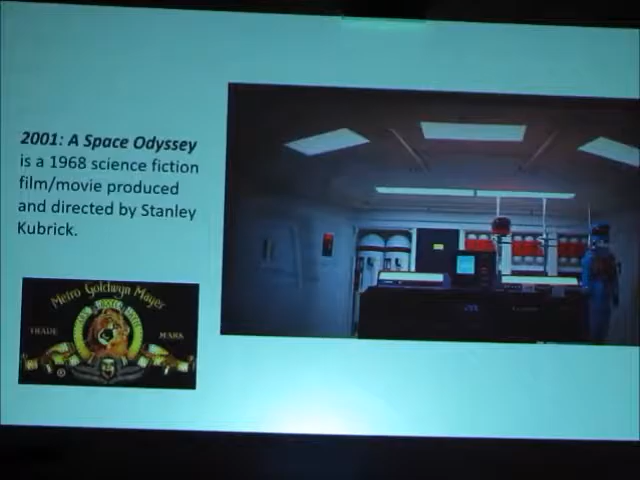 2001: A Space Odyssey
is a 1968 science fiction
film/movie produced
and directed by Stanley
Kubrick.
Metro Goldwyn Mayer
TRADE MARK